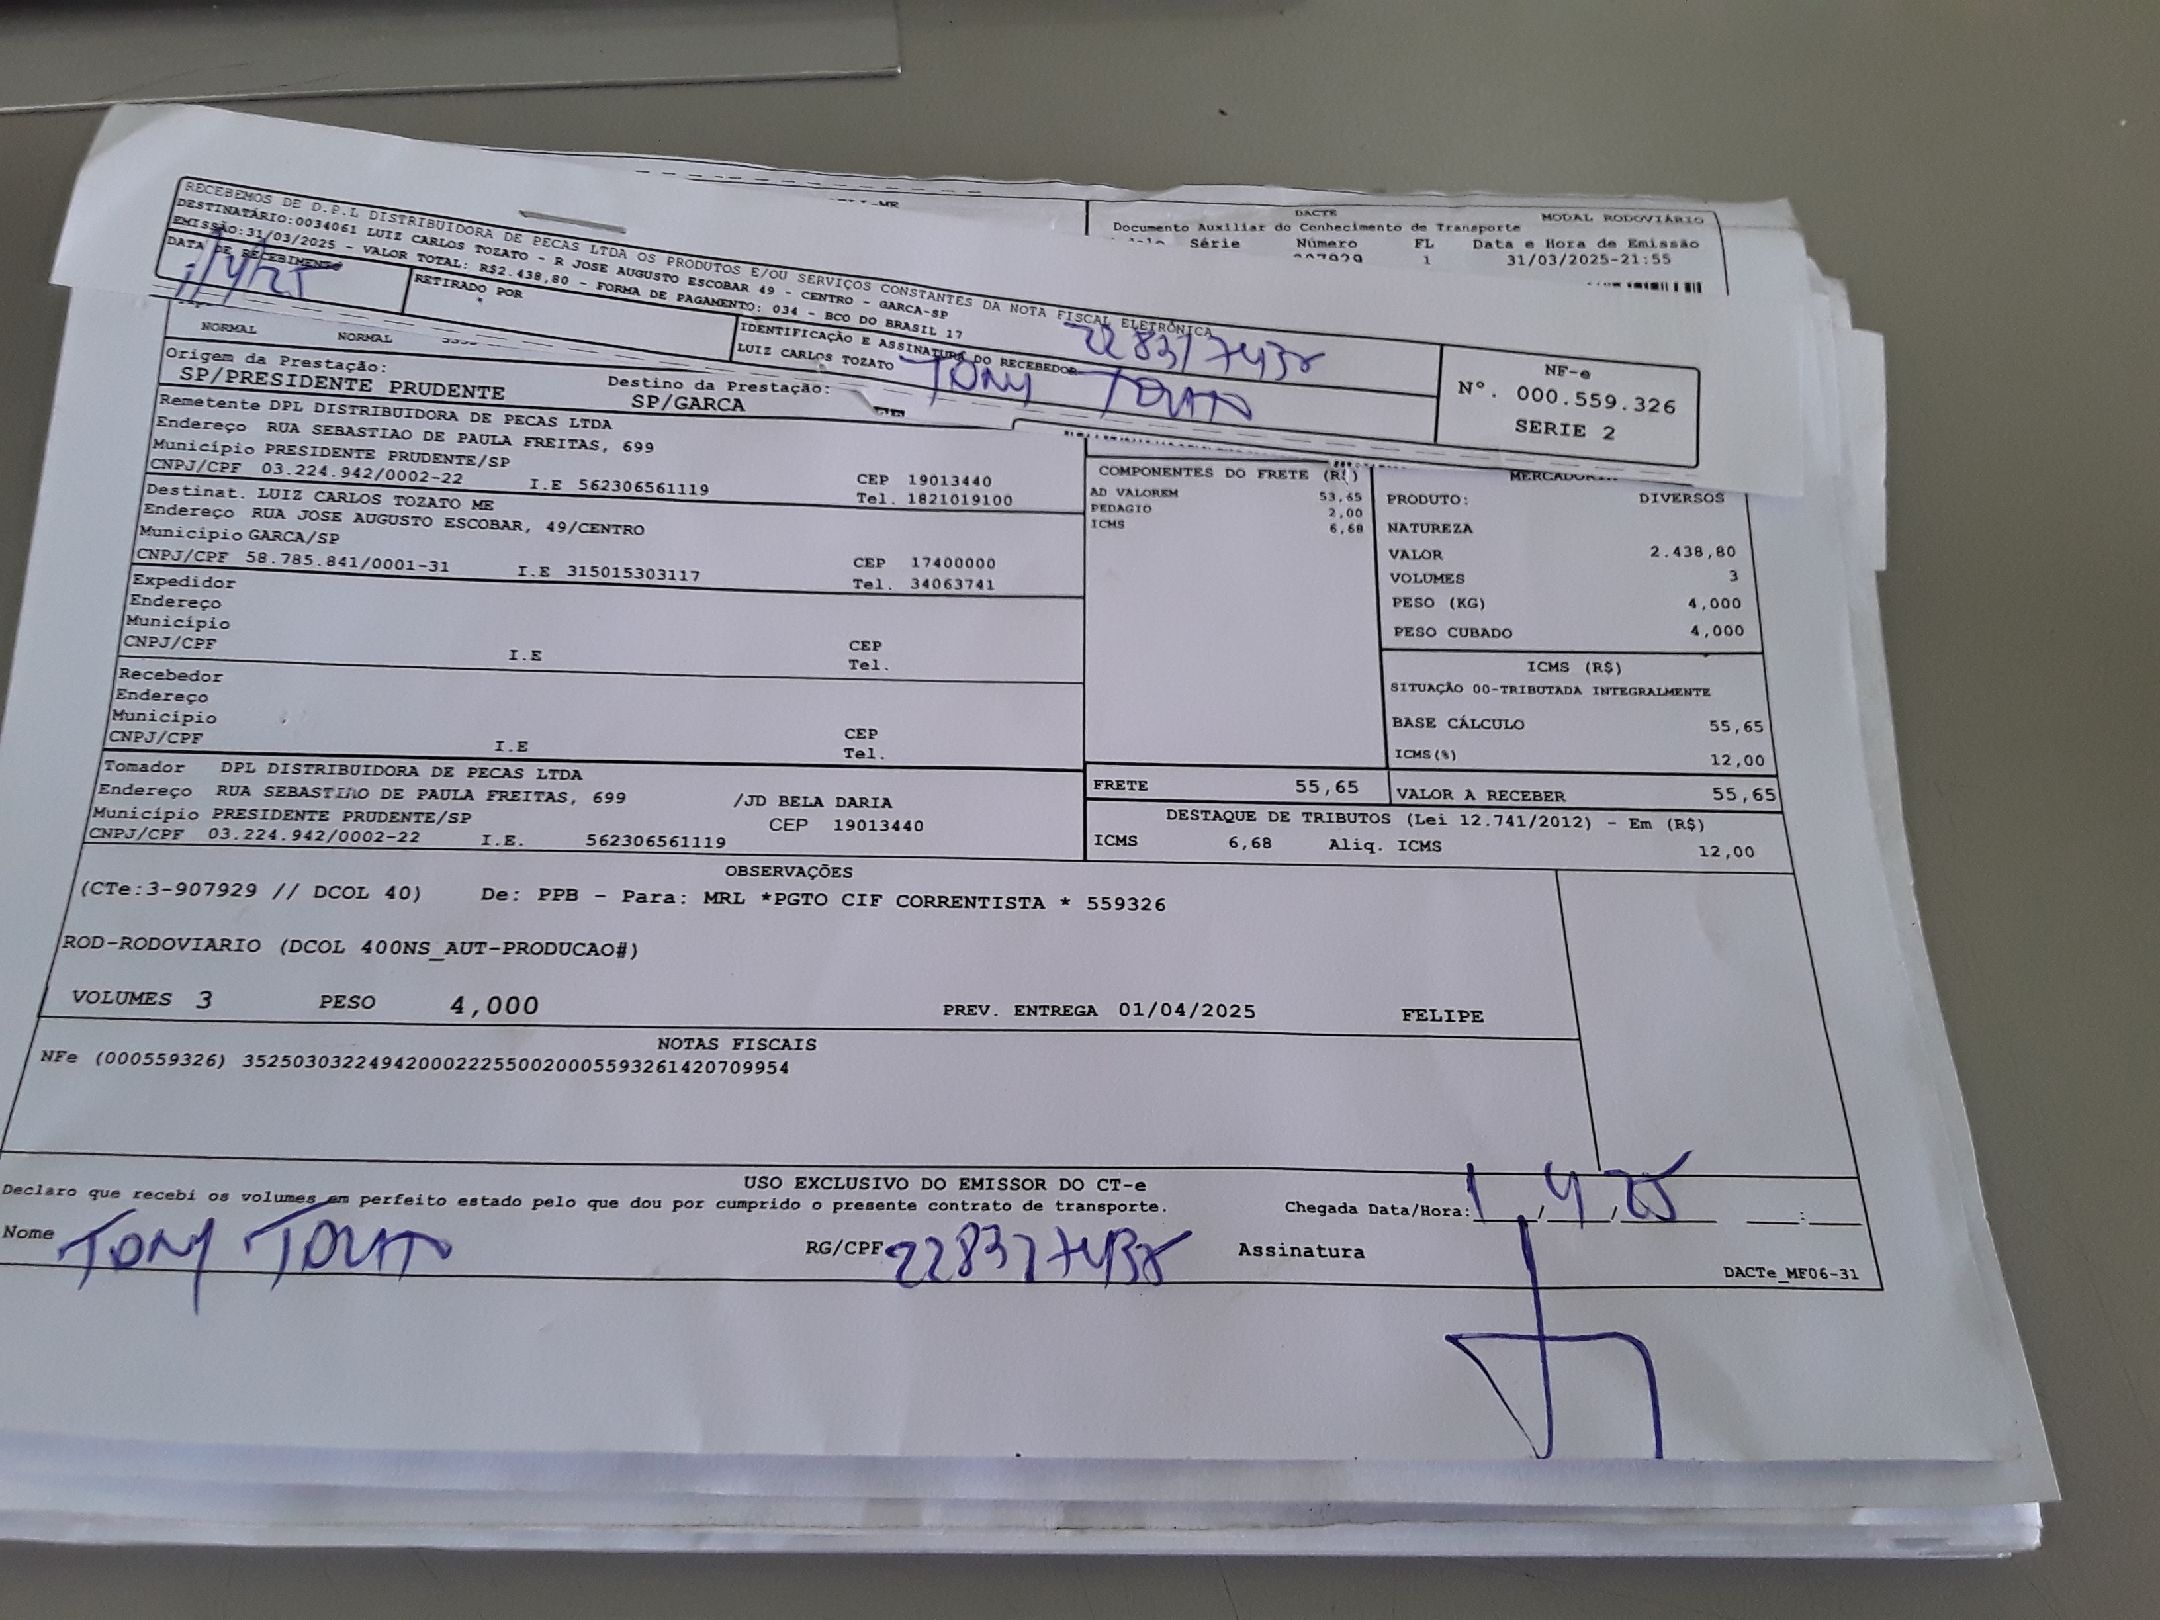 RECEBEMOS DE D.P.L DISTRIBUIDORA DE PECAS LTDA OS PRODUTOS E/OU SERVIÇOS CONSTANTES DA NOTA FISCAL ELETRÔNICA
DESTINATÁRIO:0034061 LUIZ CARLOS TOZATO - R JOSE AUGUSTO ESCOBAR 49 - CENTRO - GARCA-SP
EMISSÃO:31/03/2025 - VALOR TOTAL: R$2.438,80 - FORMA DE PAGAMENTO: 034 - BCO DO BRASIL 17
DATA DE RECEBIMENTO
1/4/25
RETIRADO POR
IDENTIFICAÇÃO E ASSINATURA DO RECEBEDOR
LUIZ CARLOS TOZATO
TONY
NF-e
Nº. 000.559.326
SERIE 2
DACTE
MODAL RODOVIÁRIO
Documento Auxiliar do Conhecimento de Transporte
Série Número FL Data e Hora de Emissão
907929 1 31/03/2025-21:55
NORMAL NORMAL
Origem da Prestação: Destino da Prestação:
SP/PRESIDENTE PRUDENTE SP/GARCA
Remetente DPL DISTRIBUIDORA DE PECAS LTDA
Endereço RUA SEBASTIAO DE PAULA FREITAS, 699
Município PRESIDENTE PRUDENTE/SP CEP 19013440
CNPJ/CPF 03.224.942/0002-22 I.E 562306561119 Tel. 1821019100
Destinat. LUIZ CARLOS TOZATO ME
Endereço RUA JOSE AUGUSTO ESCOBAR, 49/CENTRO
Município GARCA/SP CEP 17400000
CNPJ/CPF 58.785.841/0001-31 I.E 315015303117 Tel. 34063741
Expedidor
Endereço
Município CEP
CNPJ/CPF I.E Tel.
Recebedor
Endereço
Município CEP
CNPJ/CPF I.E Tel.
Tomador DPL DISTRIBUIDORA DE PECAS LTDA
Endereço RUA SEBASTIAO DE PAULA FREITAS, 699 /JD BELA DARIA
Município PRESIDENTE PRUDENTE/SP CEP 19013440
CNPJ/CPF 03.224.942/0002-22 I.E. 562306561119
COMPONENTES DO FRETE (R$)
AD VALOREM 53,65
PEDAGIO 2,00
ICMS 6,68
FRETE 55,65
MERCADORIA
PRODUTO: DIVERSOS
NATUREZA
VALOR 2.438,80
VOLUMES 3
PESO (KG) 4,000
PESO CUBADO 4,000
ICMS (R$)
SITUAÇÃO 00-TRIBUTADA INTEGRALMENTE
BASE CÁLCULO 55,65
ICMS(%) 12,00
VALOR A RECEBER 55,65
DESTAQUE DE TRIBUTOS (Lei 12.741/2012) - Em (R$)
ICMS 6,68 Aliq. ICMS 12,00
OBSERVAÇÕES
(CTe:3-907929 // DCOL 40) De: PPB - Para: MRL *PGTO CIF CORRENTISTA * 559326
ROD-RODOVIARIO (DCOL 400NS_AUT-PRODUCAO#)
VOLUMES 3 PESO 4,000 PREV. ENTREGA 01/04/2025 FELIPE
NOTAS FISCAIS
NFe (000559326) 35250303224942000222550020005593261420709954
USO EXCLUSIVO DO EMISSOR DO CT-e
Declaro que recebi os volumes em perfeito estado pelo que dou por cumprido o presente contrato de transporte.
Chegada Data/Hora: 1/4/25 :
Nome TONY
RG/CPF
Assinatura
DACTe_MF06-31